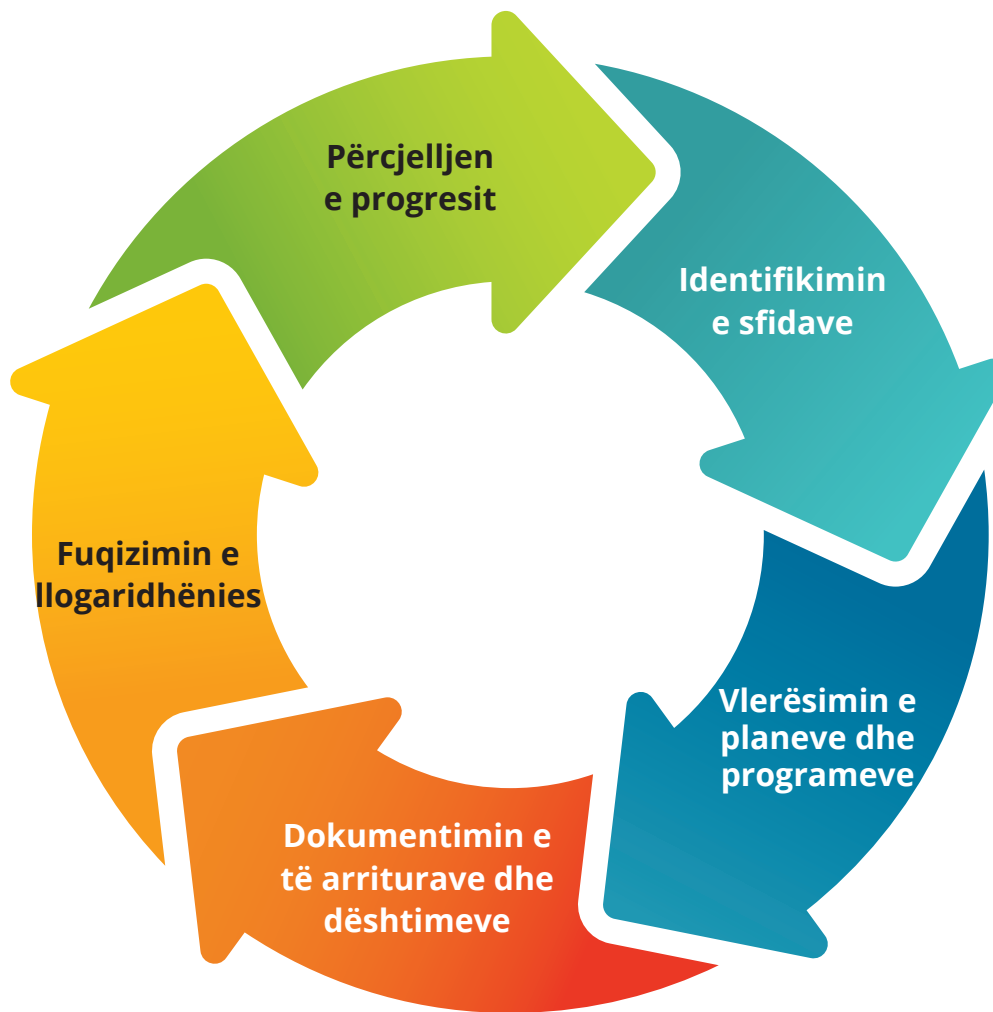 Përcjelljen
e progresit
Identifikimin
e sfidave
Vlerësimin e
planeve dhe
programeve
Dokumentimin e
të arriturave dhe
dështimeve
Fuqizimin e
llogaridhënies